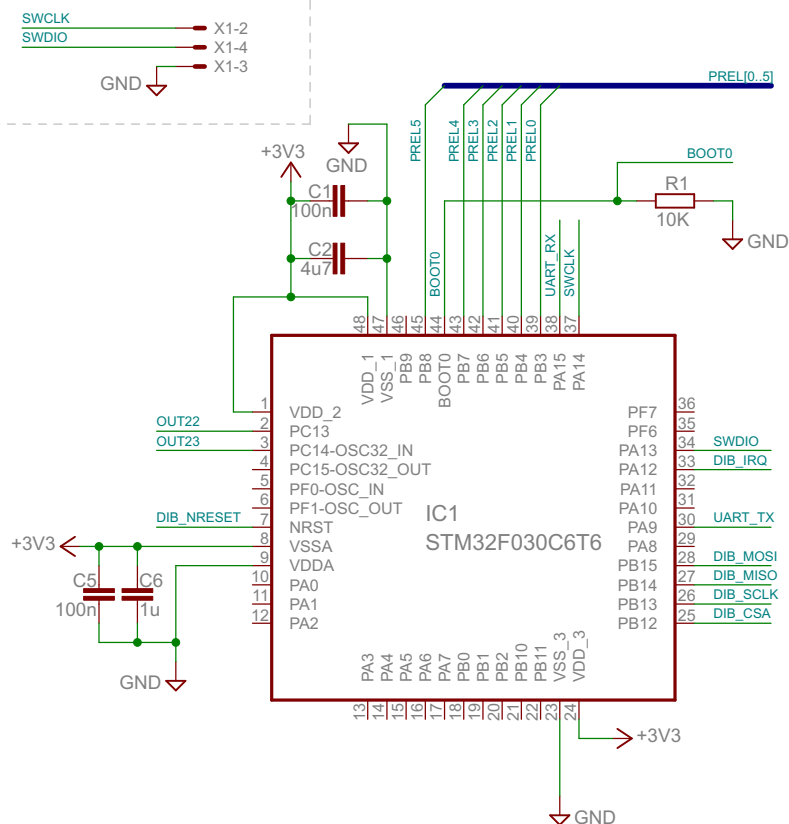 SWCLK
X1-2
SWDIO
X1-4
X1-3
GND
PREL[0..5]
PREL5
PREL4
PREL3
PREL2
PREL1
PREL0
GND
+3V3
BOOT0
C1
100n
R1
10K
GND
C2
4u7
BOOT0
UART_RX
SWCLK
48
47
46
45
44
43
42
41
40
39
38
37
VDD_1
VSS_1
PB9
PB8
BOOT0
PB7
PB6
PB5
PB4
PB3
PA15
PA14
1 VDD_2
OUT22 2 PC13
OUT23 3 PC14-OSC32_IN
4 PC15-OSC32_OUT
5 PF0-OSC_IN
6 PF1-OSC_OUT
DIB_NRESET 7 NRST
+3V3 8 VSSA
9 VDDA
10 PA0
11 PA1
12 PA2
C5
100n
C6
1u
GND
IC1
STM32F030C6T6
PF7 36
PF6 35
PA13 34 SWDIO
PA12 33 DIB_IRQ
PA11 32
PA10 31
PA9 30 UART_TX
PA8 29
PB15 28 DIB_MOSI
PB14 27 DIB_MISO
PB13 26 DIB_SCLK
PB12 25 DIB_CSA
PA3
PA4
PA5
PA6
PA7
PB0
PB1
PB2
PB10
PB11
VSS_3
VDD_3
13
14
15
16
17
18
19
20
21
22
23
24
+3V3
GND